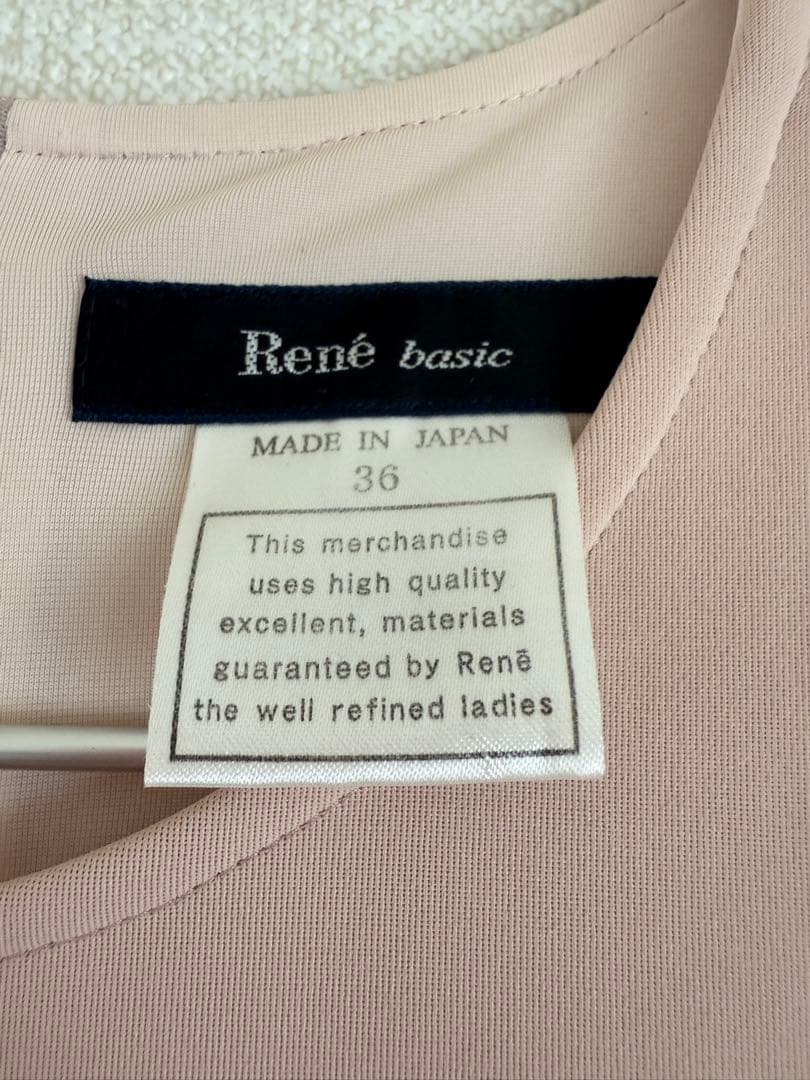 René basic
MADE IN JAPAN
36
This merchandise
uses high quality
excellent, materials
guaranteed by Renē
the well refined ladies